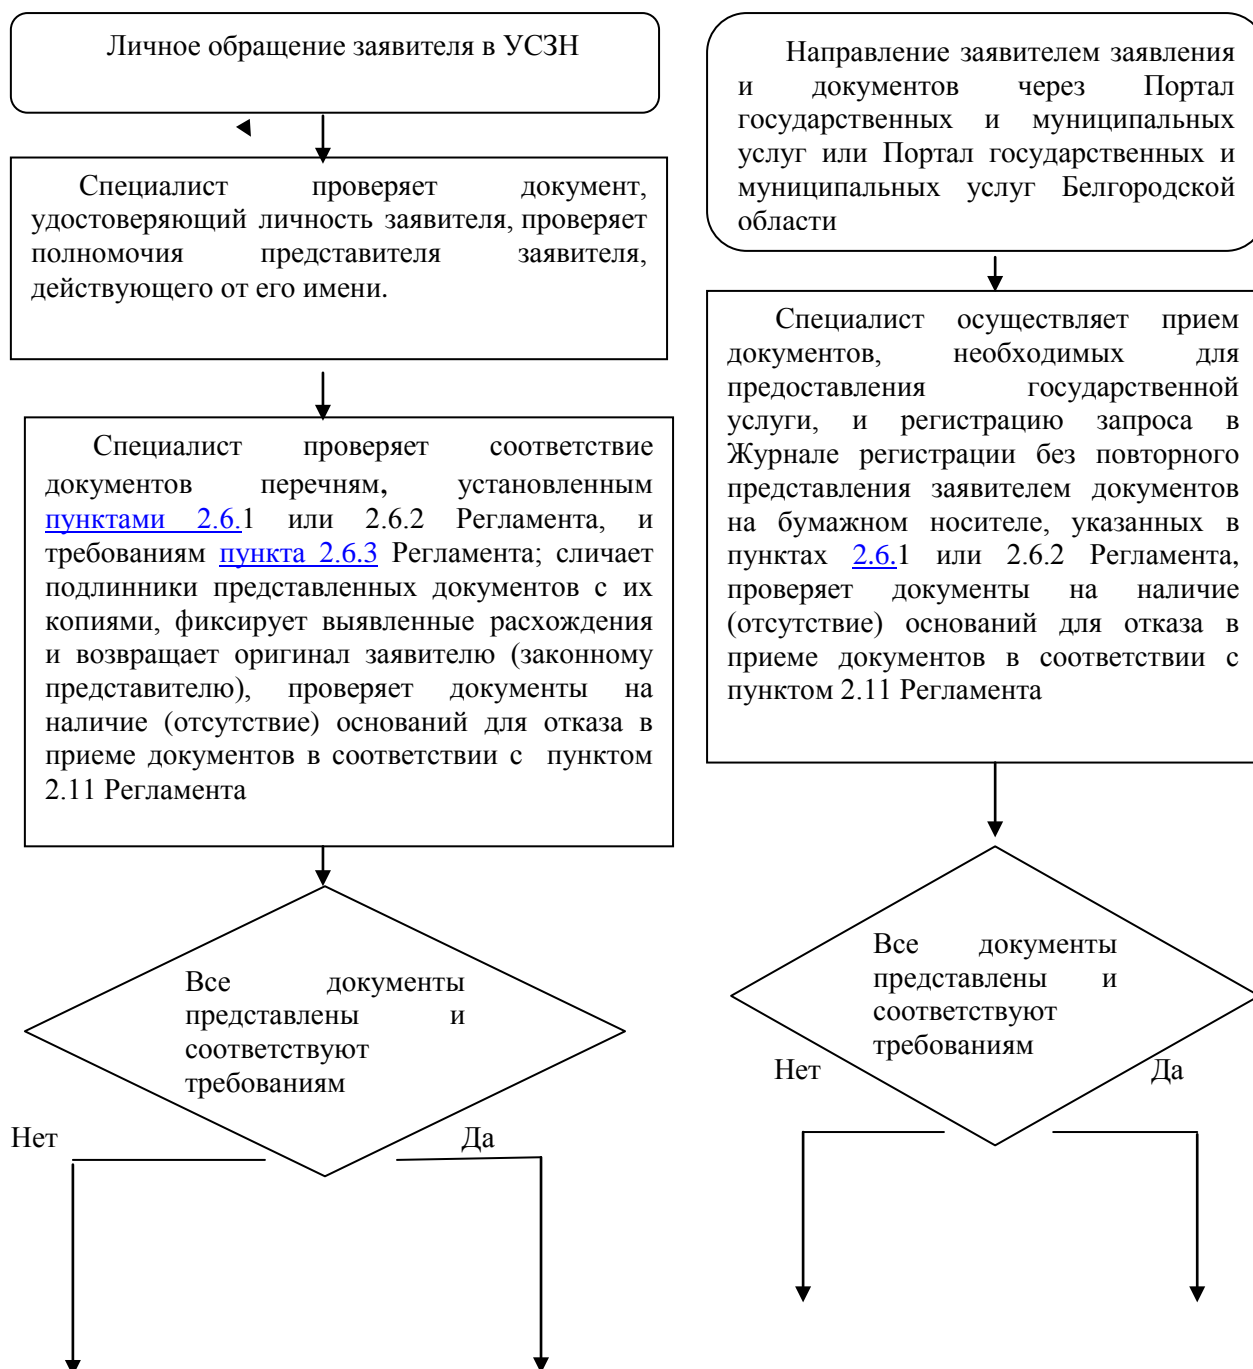 Личное обращение заявителя в УСЗН
Специалист проверяет документ,
удостоверяющий личность заявителя, проверяет
полномочия представителя заявителя,
действующего от его имени.
Специалист проверяет соответствие
документов перечням, установленным
пунктами 2.6.1 или 2.6.2 Регламента, и
требованиям пункта 2.6.3 Регламента; сличает
подлинники представленных документов с их
копиями, фиксирует выявленные расхождения
и возвращает оригинал заявителю (законному
представителю), проверяет документы на
наличие (отсутствие) оснований для отказа в
приеме документов в соответствии с пунктом
2.11 Регламента
Все документы
представлены и
соответствуют
требованиям
Нет
Да
Направление заявителем заявления
и документов через Портал
государственных и муниципальных
услуг или Портал государственных и
муниципальных услуг Белгородской
области
Специалист осуществляет прием
документов, необходимых для
предоставления государственной
услуги, и регистрацию запроса в
Журнале регистрации без повторного
представления заявителем документов
на бумажном носителе, указанных в
пунктах 2.6.1 или 2.6.2 Регламента,
проверяет документы на наличие
(отсутствие) оснований для отказа в
приеме документов в соответствии с
пунктом 2.11 Регламента
Все документы
представлены и
соответствуют
требованиям
Нет
Да